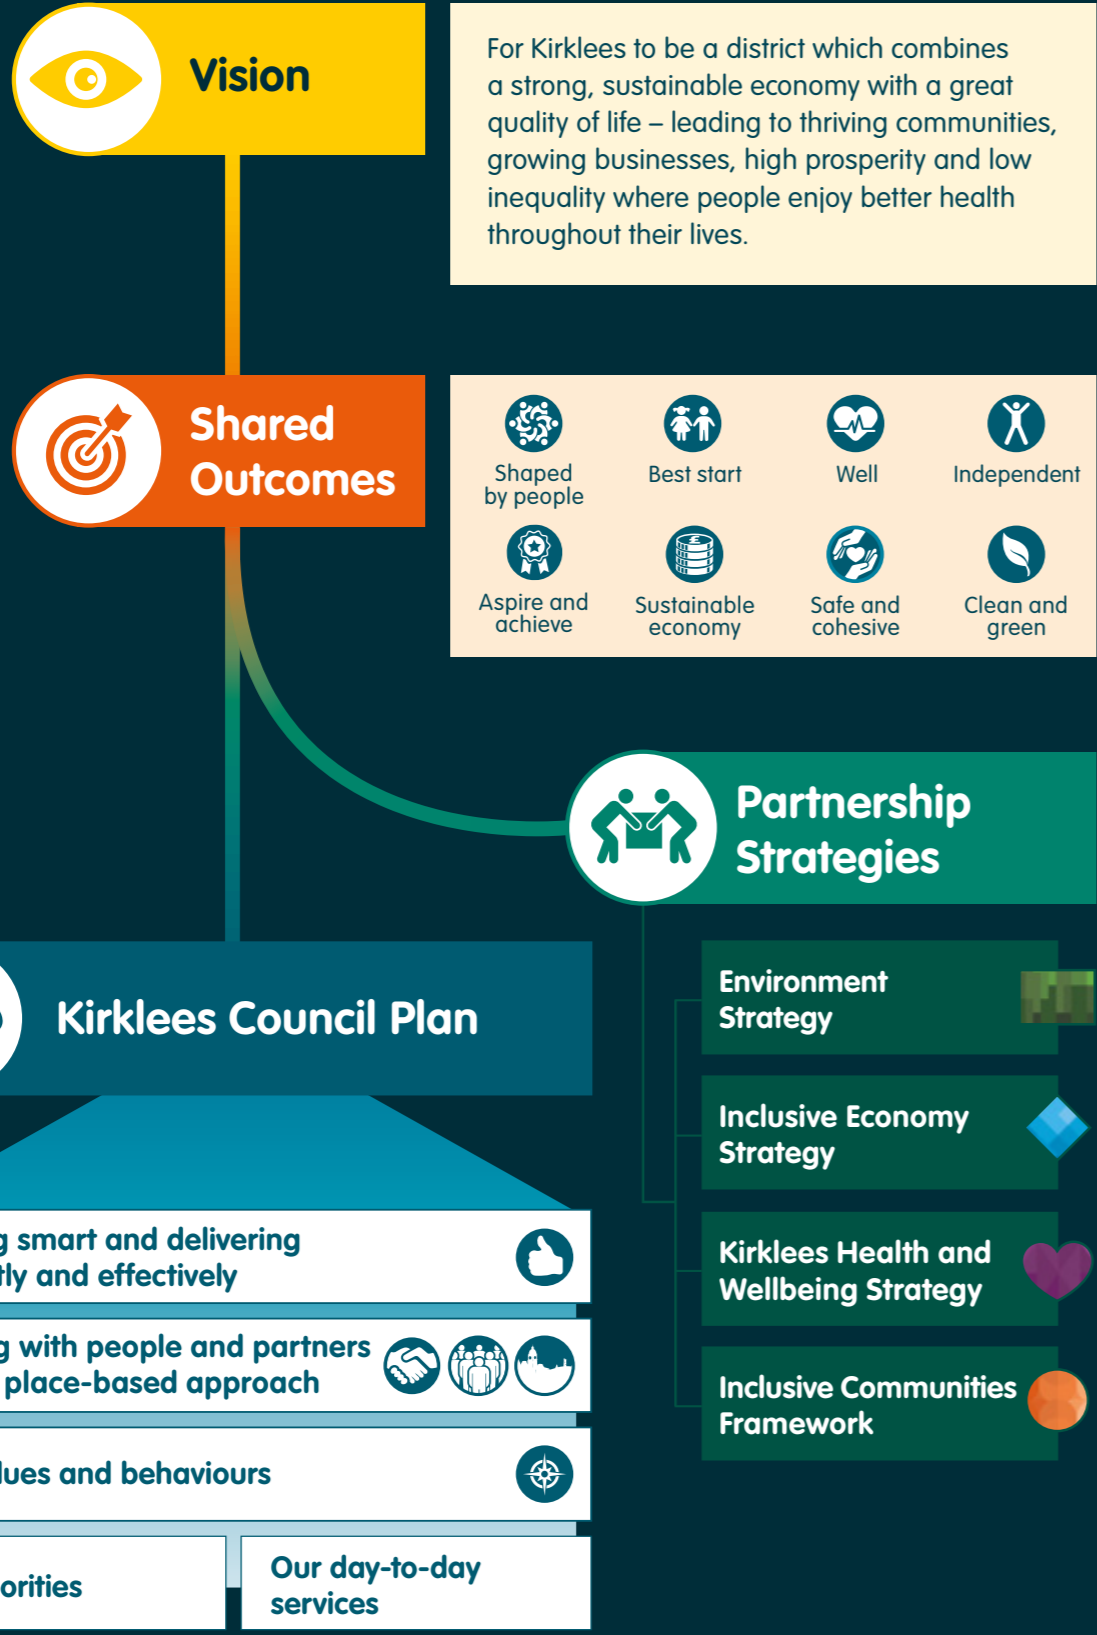 Vision
For Kirklees to be a district which combines
a strong, sustainable economy with a great
quality of life – leading to thriving communities,
growing businesses, high prosperity and low
inequality where people enjoy better health
throughout their lives.
Shared
Outcomes
Shaped
by people
Best start
Well
Independent
Aspire and
achieve
Sustainable
economy
Safe and
cohesive
Clean and
green
Partnership
Strategies
Environment
Strategy
Inclusive Economy
Strategy
Kirklees Health and
Wellbeing Strategy
Inclusive Communities
Framework
Kirklees Council Plan
smart and delivering
and effectively
with people and partners
place-based approach
and behaviours
Our day-to-day
services